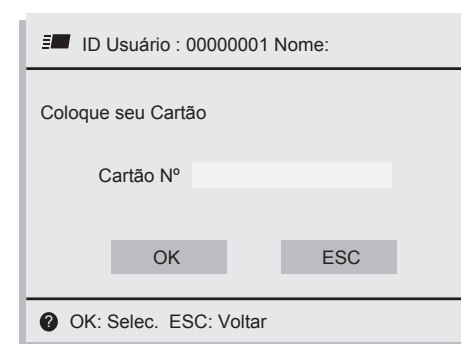 ID Usuário : 00000001 Nome:
Coloque seu Cartão
Cartão Nº
OK ESC
? OK: Selec. ESC: Voltar